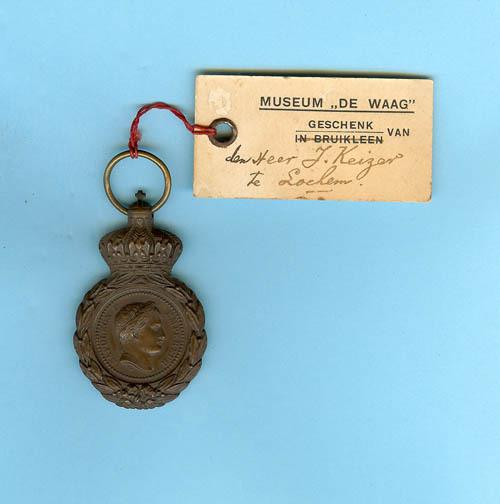 MUSEUM „DE WAAG"
GESCHENK
IN BRUIKLEEN VAN
den Heer J. Keizer
te Lochem.